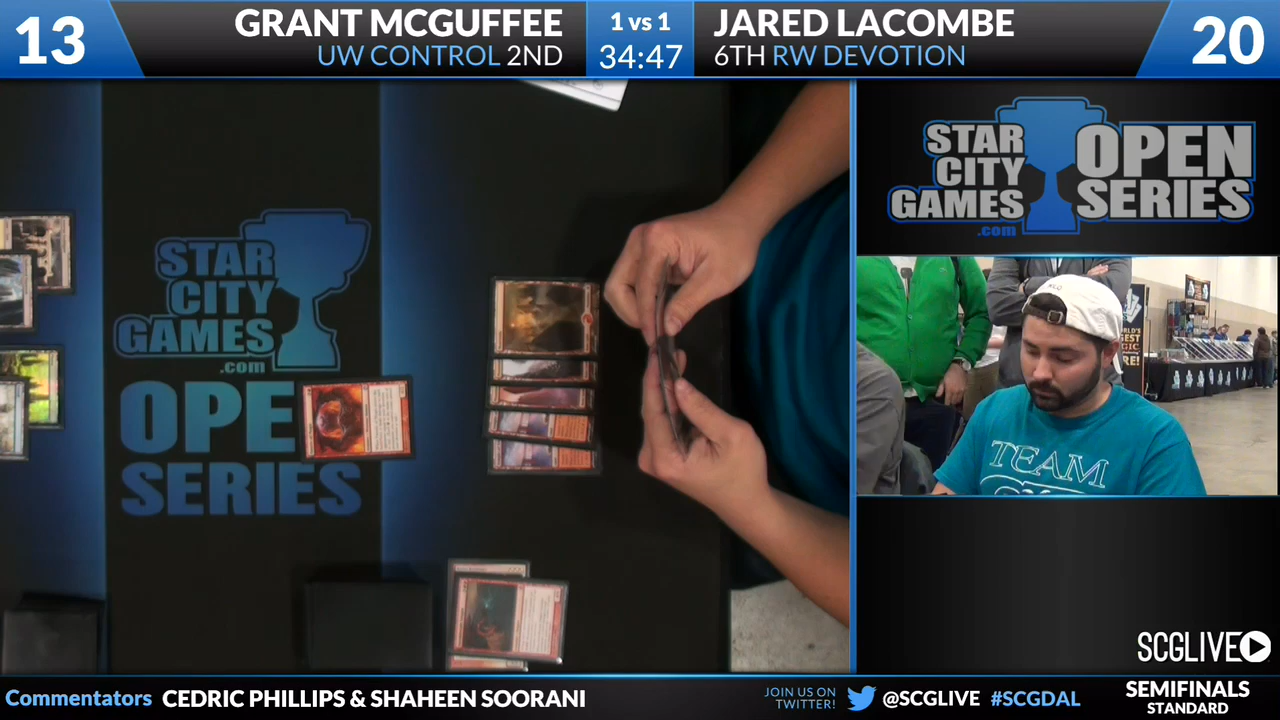 13
GRANT MCGUFFEE
UW CONTROL 2ND
1 vs 1
34:47
JARED LACOMBE
6TH RW DEVOTION
20
STAR
CITY
GAMES
.com
OPEN
SERIES
STAR
CITY
GAMES
.com
OPE
SERIES
TEAM
SCGLIVE
Commentators CEDRIC PHILLIPS & SHAHEEN SOORANI
JOIN US ON
TWITTER!
@SCGLIVE #SCGDAL
SEMIFINALS
STANDARD